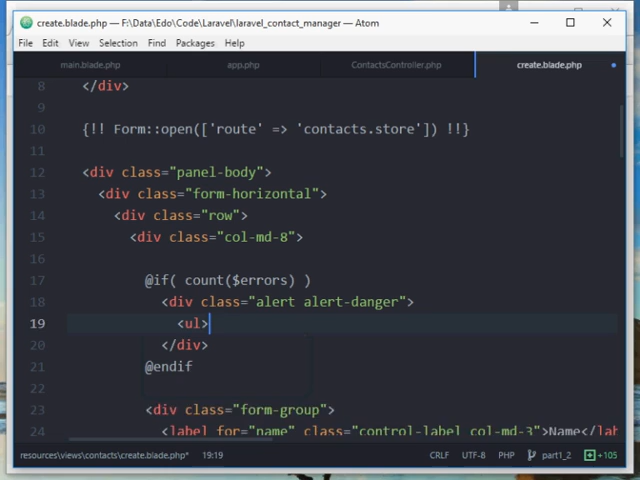 create.blade.php — F:\Data\Edo\Code\Laravel\laravel_contact_manager — Atom
File Edit View Selection Find Packages Help
main.blade.php app.php ContactsController.php create.blade.php
8 </div>
9
10 {!! Form::open(['route' => 'contacts.store']) !!}
11
12 <div class="panel-body">
13 <div class="form-horizontal">
14 <div class="row">
15 <div class="col-md-8">
16
17 @if( count($errors) )
18 <div class="alert alert-danger">
19 <ul>
20 </div>
21 @endif
22
23 <div class="form-group">
24 <label for="name" class="control-label col-md-3">Name</lab
resources\views\contacts\create.blade.php* 19:19 CRLF UTF-8 PHP part1_2 +105